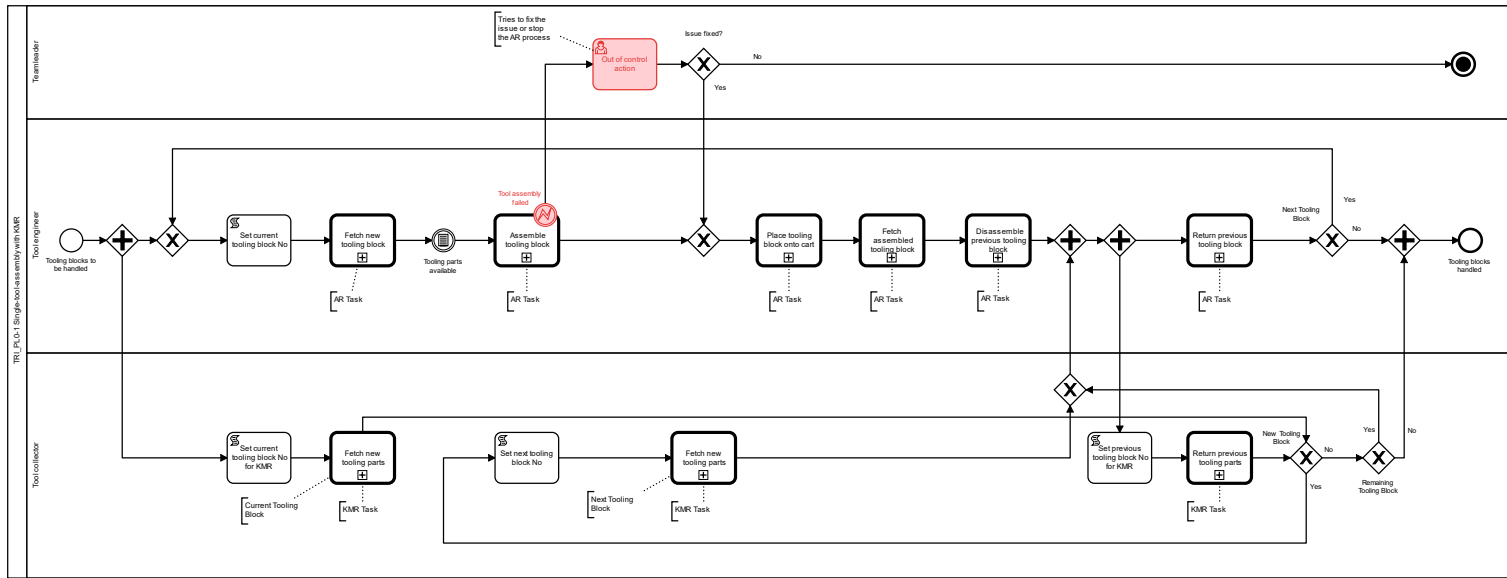 TRI_PL0-1 Single-tool-assembly with KMR
Teamleader
Tries to fix the
issue or stop
the AR process
Out of control
action
Issue fixed?
No
Yes
Tool engineer
Tooling blocks to
be handled
Set current
tooling block No
Fetch new
tooling block
AR Task
Tooling parts
available
Tool assembly
failed
Assemble
tooling block
AR Task
Place tooling
block onto cart
AR Task
Fetch
assembled
tooling block
AR Task
Disassemble
previous tooling
block
AR Task
Return previous
tooling block
AR Task
Next Tooling
Block
Yes
No
Tooling blocks
handled
Tool collector
Set current
tooling block No
for KMR
Fetch new
tooling parts
Current Tooling
Block
KMR Task
Set next tooling
block No
Fetch new
tooling parts
Next Tooling
Block
KMR Task
Set previous
tooling block No
for KMR
Return previous
tooling parts
KMR Task
New Tooling
Block
No
Yes
Yes
No
Remaining
Tooling Block